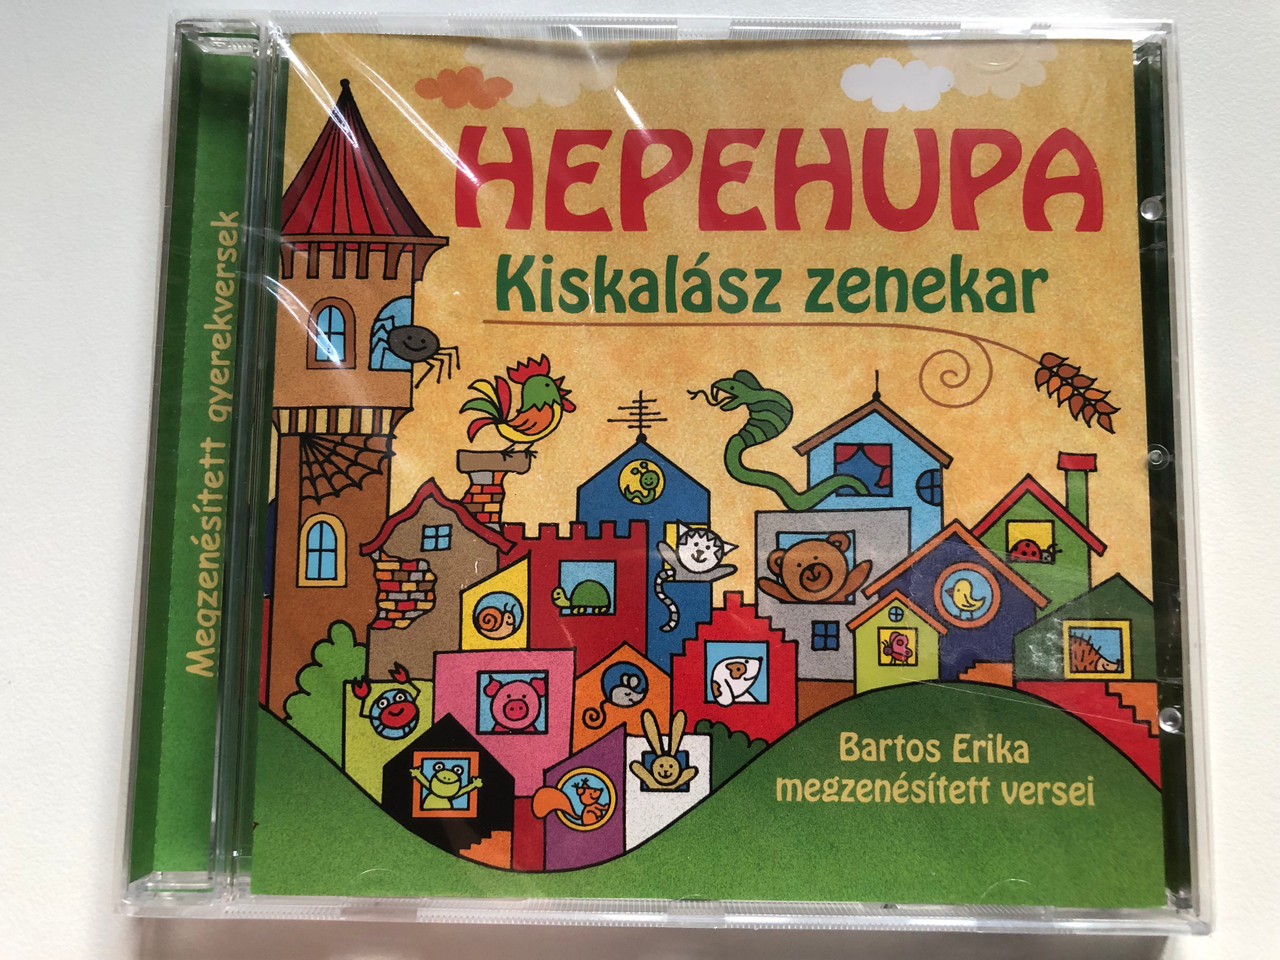 HEPEHUPA
Kiskalász zenekar
Bartos Erika
megzenésített versei
Megzenésített gyerekversek